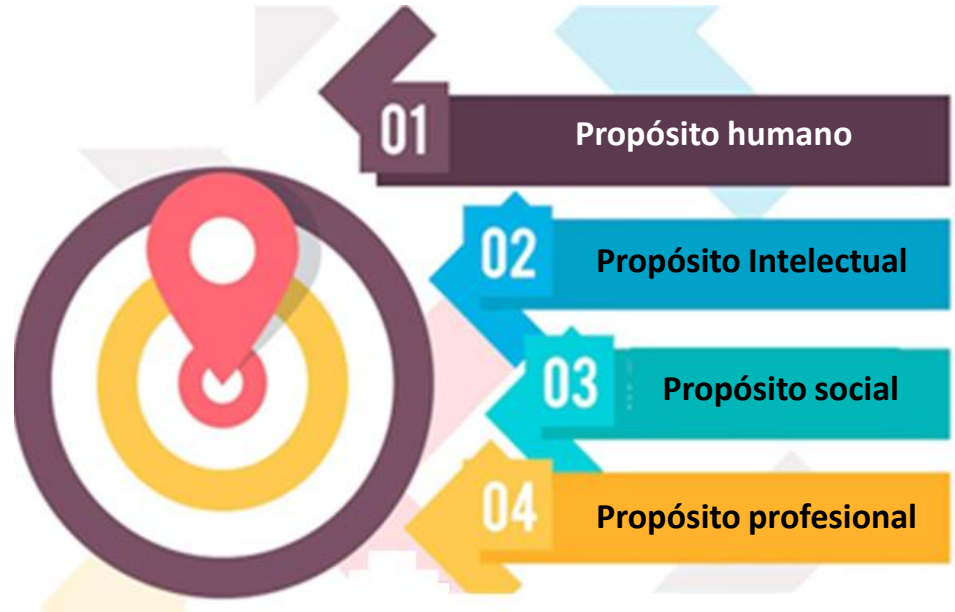 01 Propósito humano
02 Propósito Intelectual
03 Propósito social
04 Propósito profesional